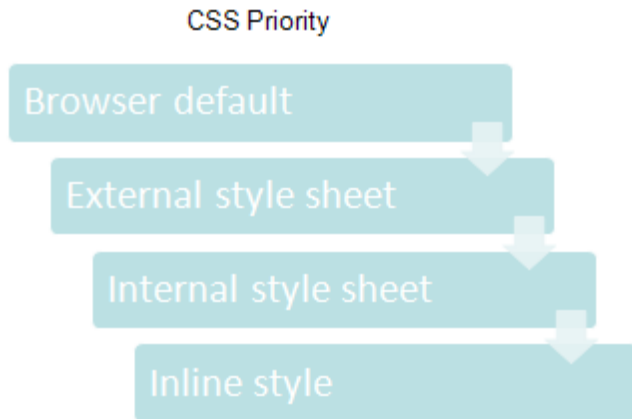 CSS Priority
Browser default
External style sheet
Internal style sheet
Inline style